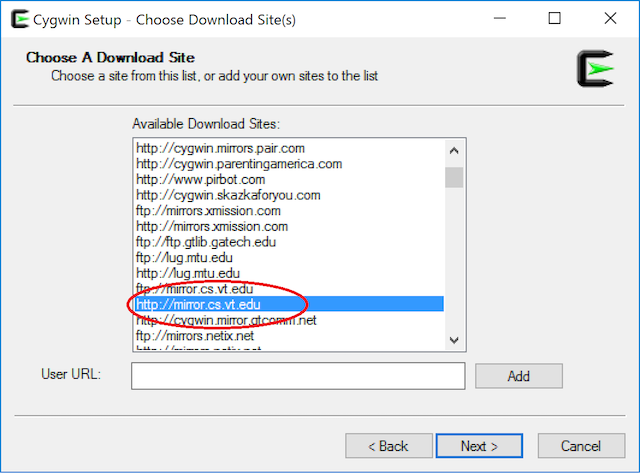 Cygwin Setup - Choose Download Site(s)
Choose A Download Site
Choose a site from this list, or add your own sites to the list
Available Download Sites:
http://cygwin.mirrors.pair.com
http://cygwin.parentingamerica.com
http://www.pirbot.com
http://cygwin.skazkaforyou.com
ftp://mirrors.xmission.com
http://mirrors.xmission.com
ftp://ftp.gtlib.gatech.edu
ftp://lug.mtu.edu
http://lug.mtu.edu
ftp://mirror.cs.vt.edu
http://mirror.cs.vt.edu
http://cygwin.mirror.gtcomm.net
ftp://mirrors.netix.net
http://mirrors.netix.net
User URL:
Add
< Back
Next >
Cancel